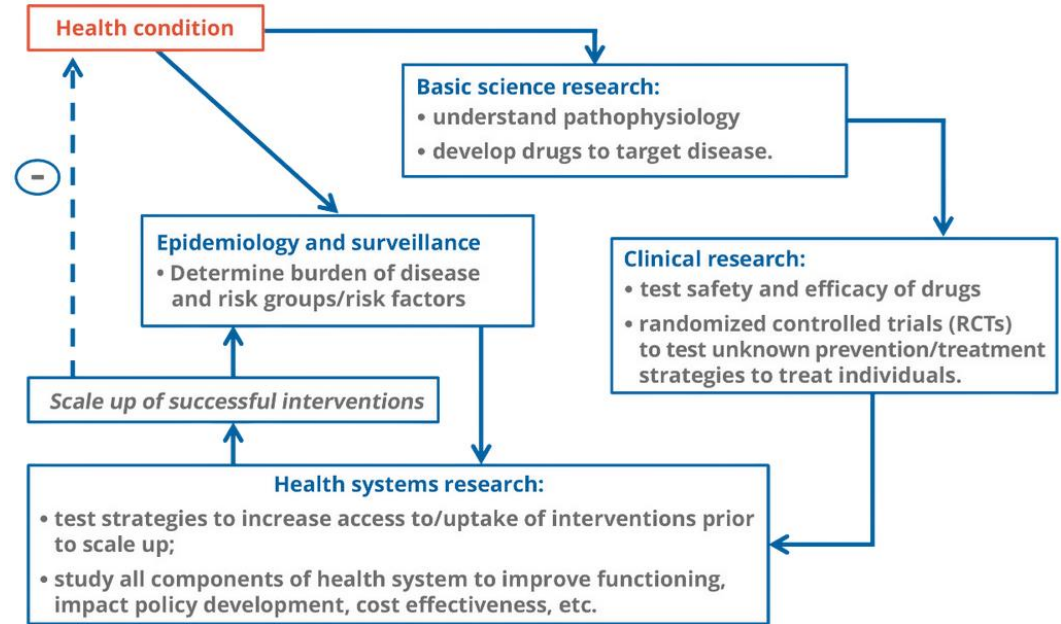 Health condition
Basic science research:
• understand pathophysiology
• develop drugs to target disease.
−
Epidemiology and surveillance
• Determine burden of disease
and risk groups/risk factors
Clinical research:
• test safety and efficacy of drugs
• randomized controlled trials (RCTs)
to test unknown prevention/treatment
strategies to treat individuals.
Scale up of successful interventions
Health systems research:
• test strategies to increase access to/uptake of interventions prior
to scale up;
• study all components of health system to improve functioning,
impact policy development, cost effectiveness, etc.